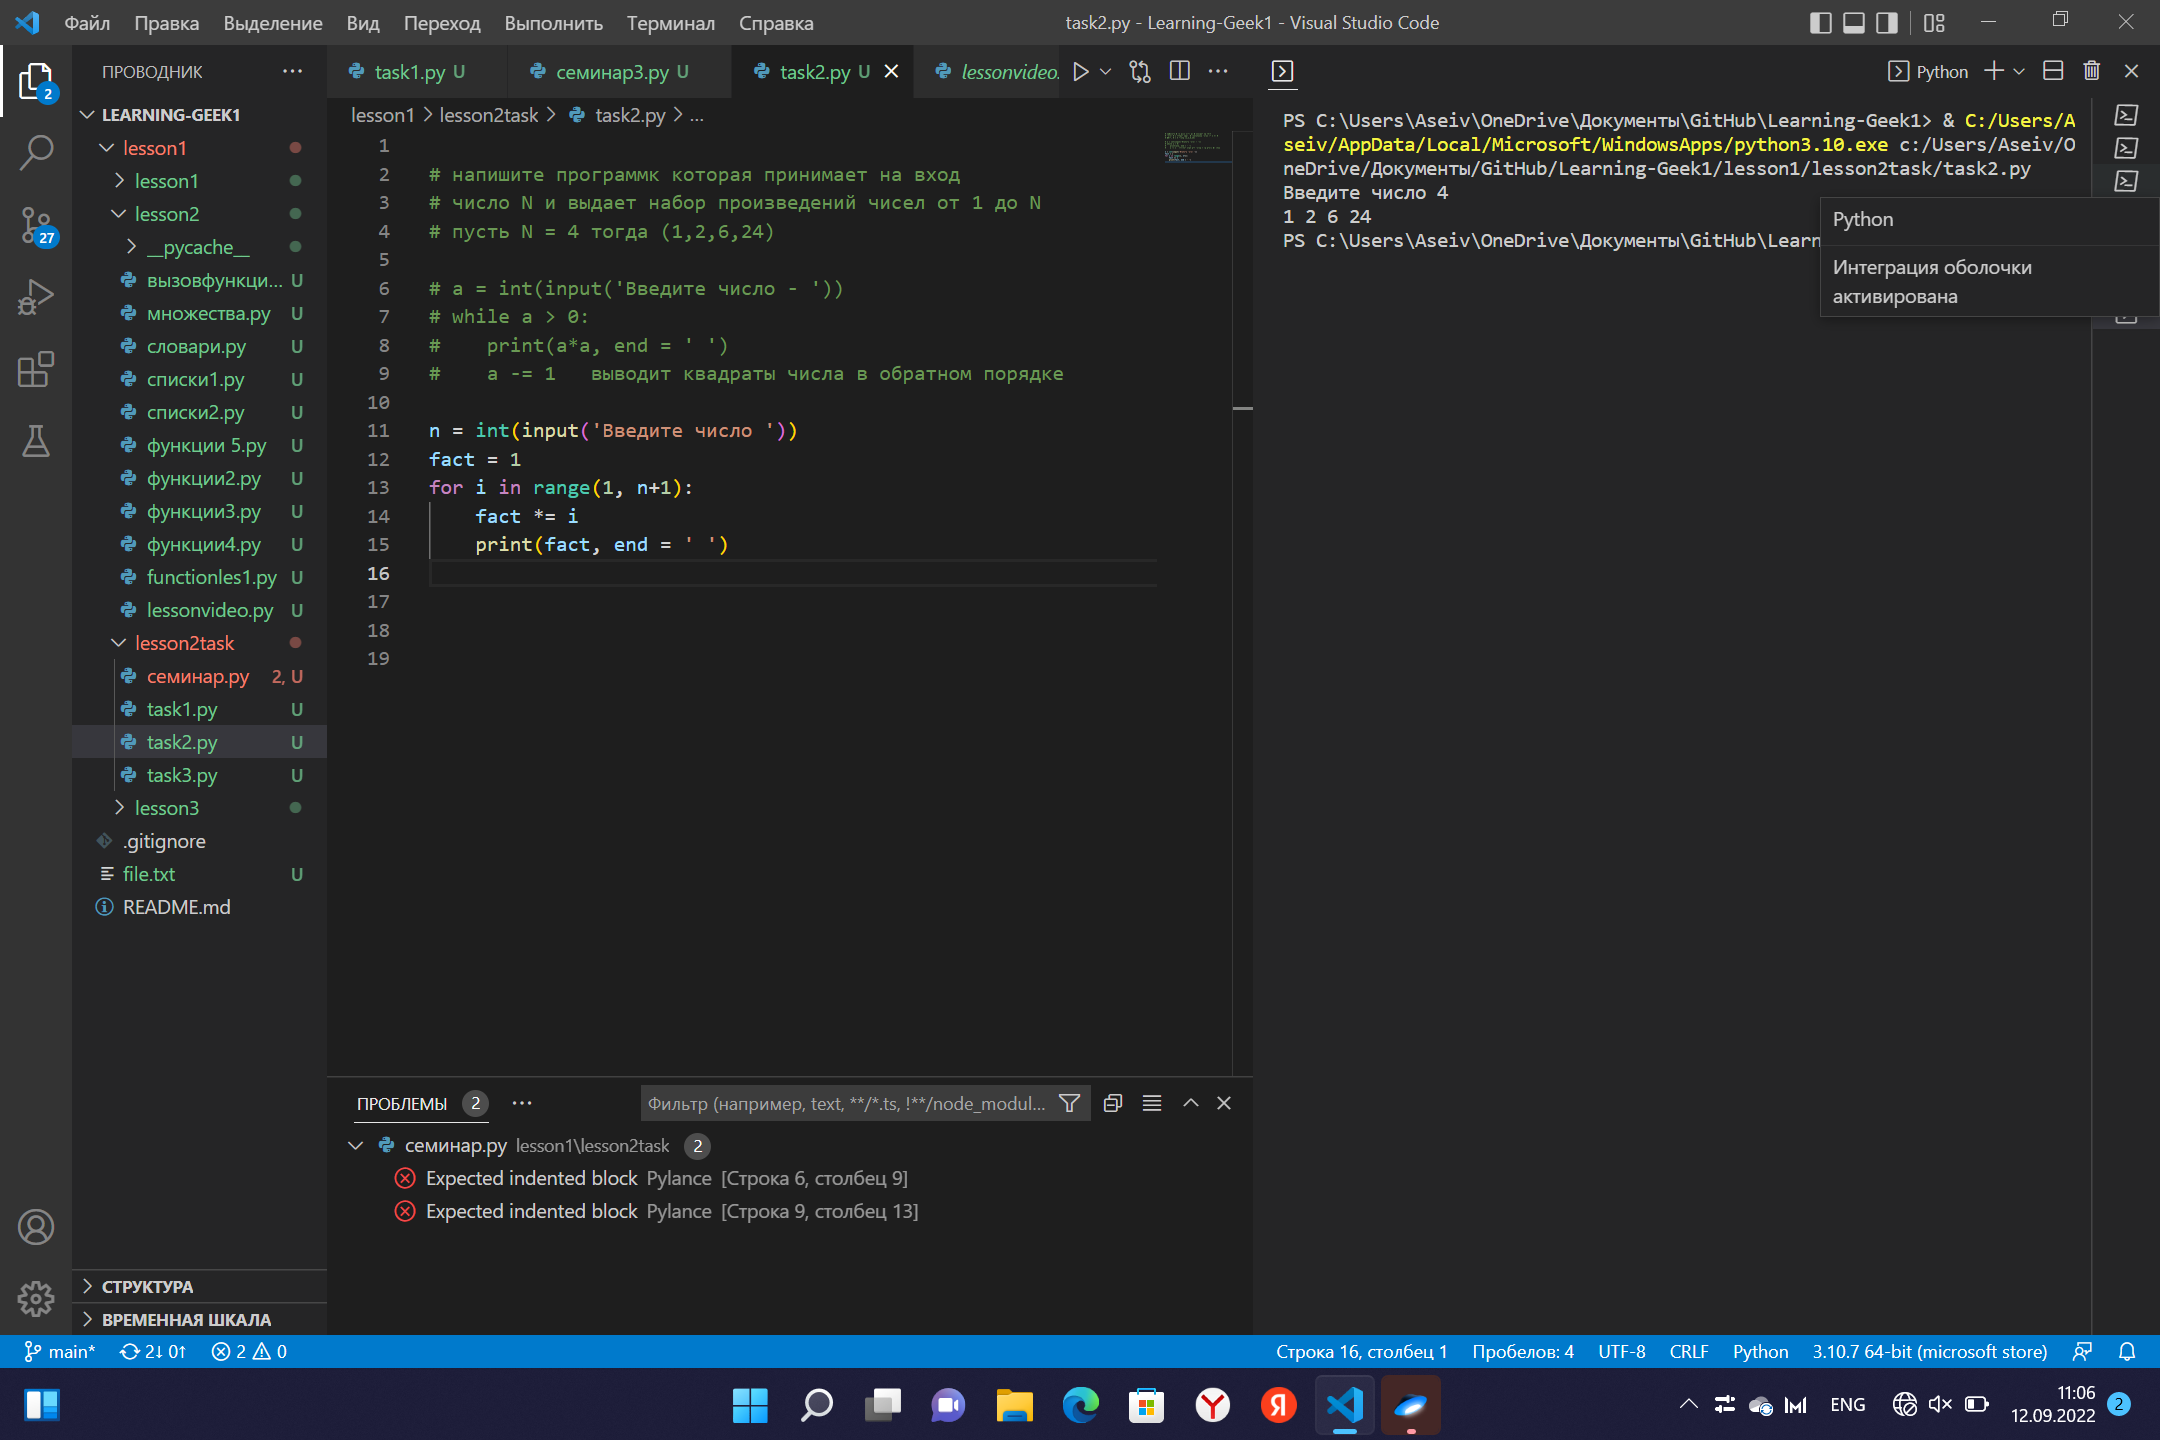 Файл Правка Выделение Вид Переход Выполнить Терминал Справка
task2.py - Learning-Geek1 - Visual Studio Code
ПРОВОДНИК
2
27
LEARNING-GEEK1
lesson1
lesson1
lesson2
__pycache__
вызовфункци... U
множества.py U
словари.py U
списки1.py U
списки2.py U
функции 5.py U
функции2.py U
функции3.py U
функции4.py U
functionles1.py U
lessonvideo.py U
lesson2task
семинар.py 2, U
task1.py U
task2.py U
task3.py U
lesson3
.gitignore
file.txt U
README.md
СТРУКТУРА
ВРЕМЕННАЯ ШКАЛА
task1.py U
семинар3.py U
task2.py U
lessonvideo.
lesson1 > lesson2task > task2.py > ...
1
2 # напишите программк которая принимает на вход
3 # число N и выдает набор произведений чисел от 1 до N
4 # пусть N = 4 тогда (1,2,6,24)
5
6 # a = int(input('Введите число - '))
7 # while a > 0:
8 #    print(a*a, end = ' ')
9 #    a -= 1   выводит квадраты числа в обратном порядке
10
11 n = int(input('Введите число '))
12 fact = 1
13 for i in range(1, n+1):
14     fact *= i
15     print(fact, end = ' ')
16
17
18
19
Python
PS C:\Users\Aseiv\OneDrive\Документы\GitHub\Learning-Geek1> & C:/Users/A
seiv/AppData/Local/Microsoft/WindowsApps/python3.10.exe c:/Users/Aseiv/O
neDrive/Документы/GitHub/Learning-Geek1/lesson1/lesson2task/task2.py
Введите число 4
1 2 6 24
PS C:\Users\Aseiv\OneDrive\Документы\GitHub\Learn
Python
Интеграция оболочки
активирована
ПРОБЛЕМЫ 2
Фильтр (например, text, **/*.ts, !**/node_modul...
семинар.py lesson1\lesson2task 2
Expected indented block Pylance [Строка 6, столбец 9]
Expected indented block Pylance [Строка 9, столбец 13]
main* 2↓ 0↑ 2 0
Строка 16, столбец 1 Пробелов: 4 UTF-8 CRLF Python 3.10.7 64-bit (microsoft store)
ENG
11:06
12.09.2022
2